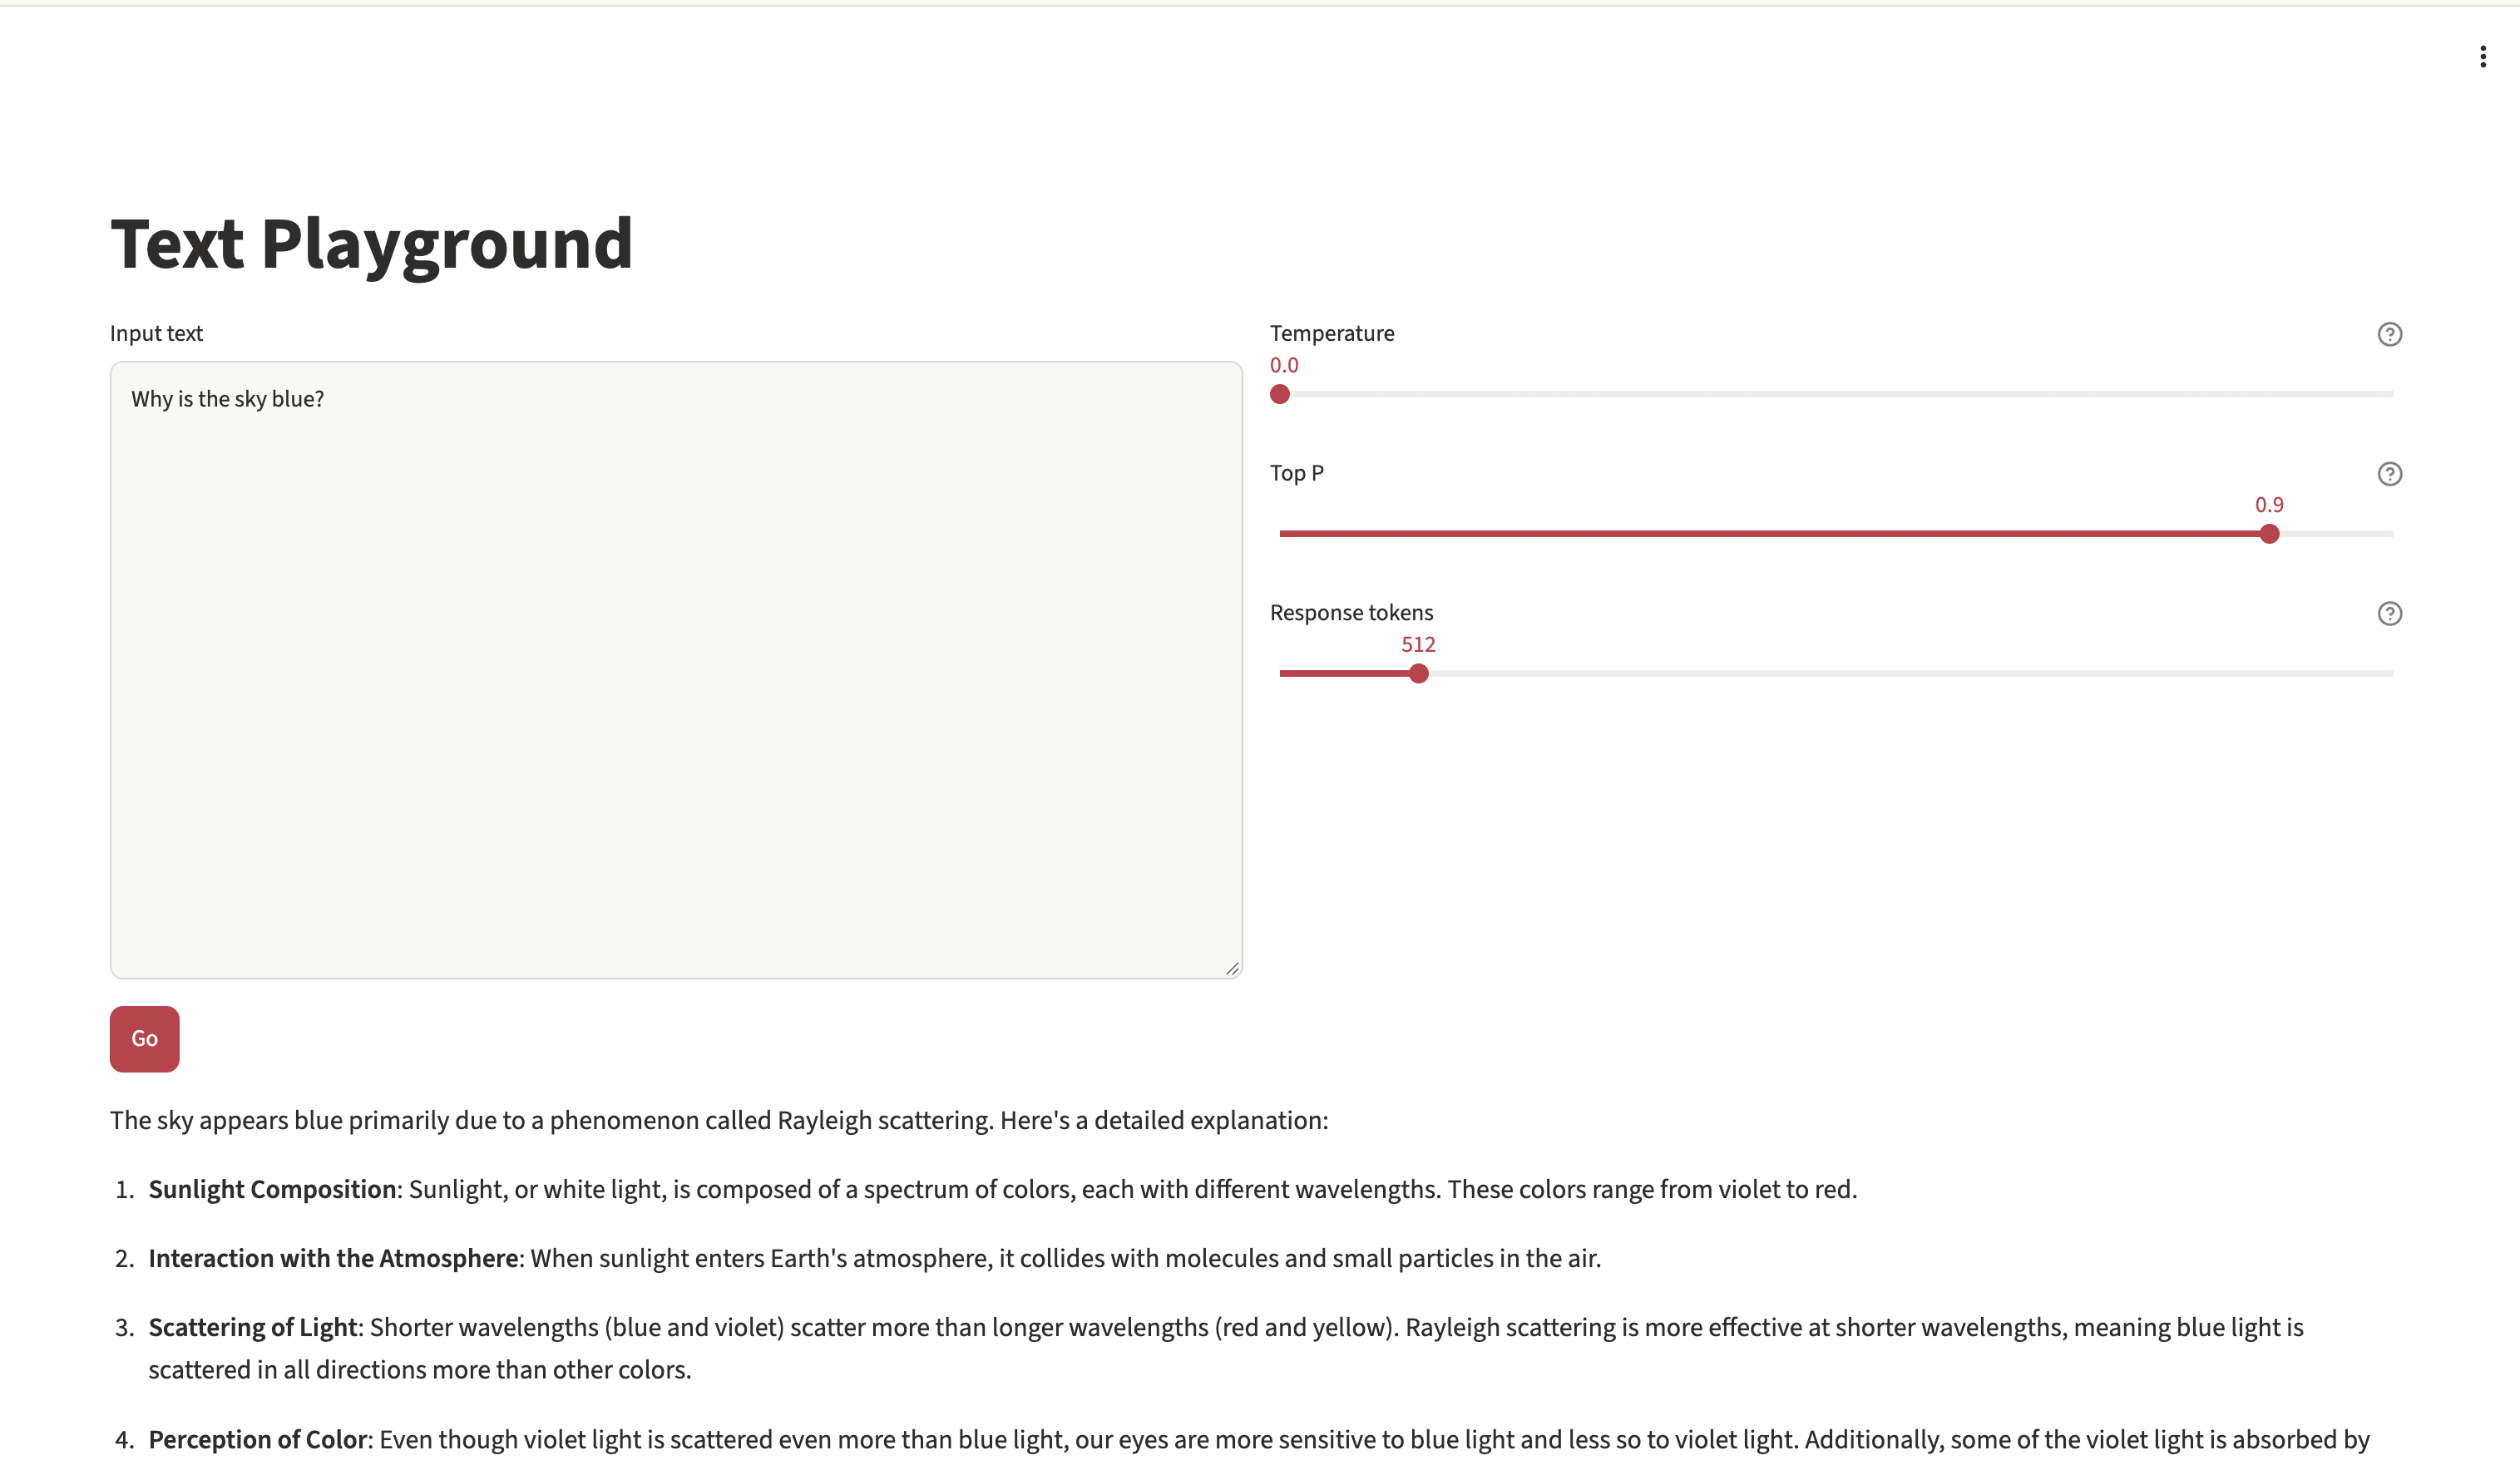 Text Playground
Input text
Why is the sky blue?
Temperature
0.0
Top P
0.9
Response tokens
512
Go
The sky appears blue primarily due to a phenomenon called Rayleigh scattering. Here's a detailed explanation:
1. Sunlight Composition: Sunlight, or white light, is composed of a spectrum of colors, each with different wavelengths. These colors range from violet to red.
2. Interaction with the Atmosphere: When sunlight enters Earth's atmosphere, it collides with molecules and small particles in the air.
3. Scattering of Light: Shorter wavelengths (blue and violet) scatter more than longer wavelengths (red and yellow). Rayleigh scattering is more effective at shorter wavelengths, meaning blue light is
scattered in all directions more than other colors.
4. Perception of Color: Even though violet light is scattered even more than blue light, our eyes are more sensitive to blue light and less so to violet light. Additionally, some of the violet light is absorbed by